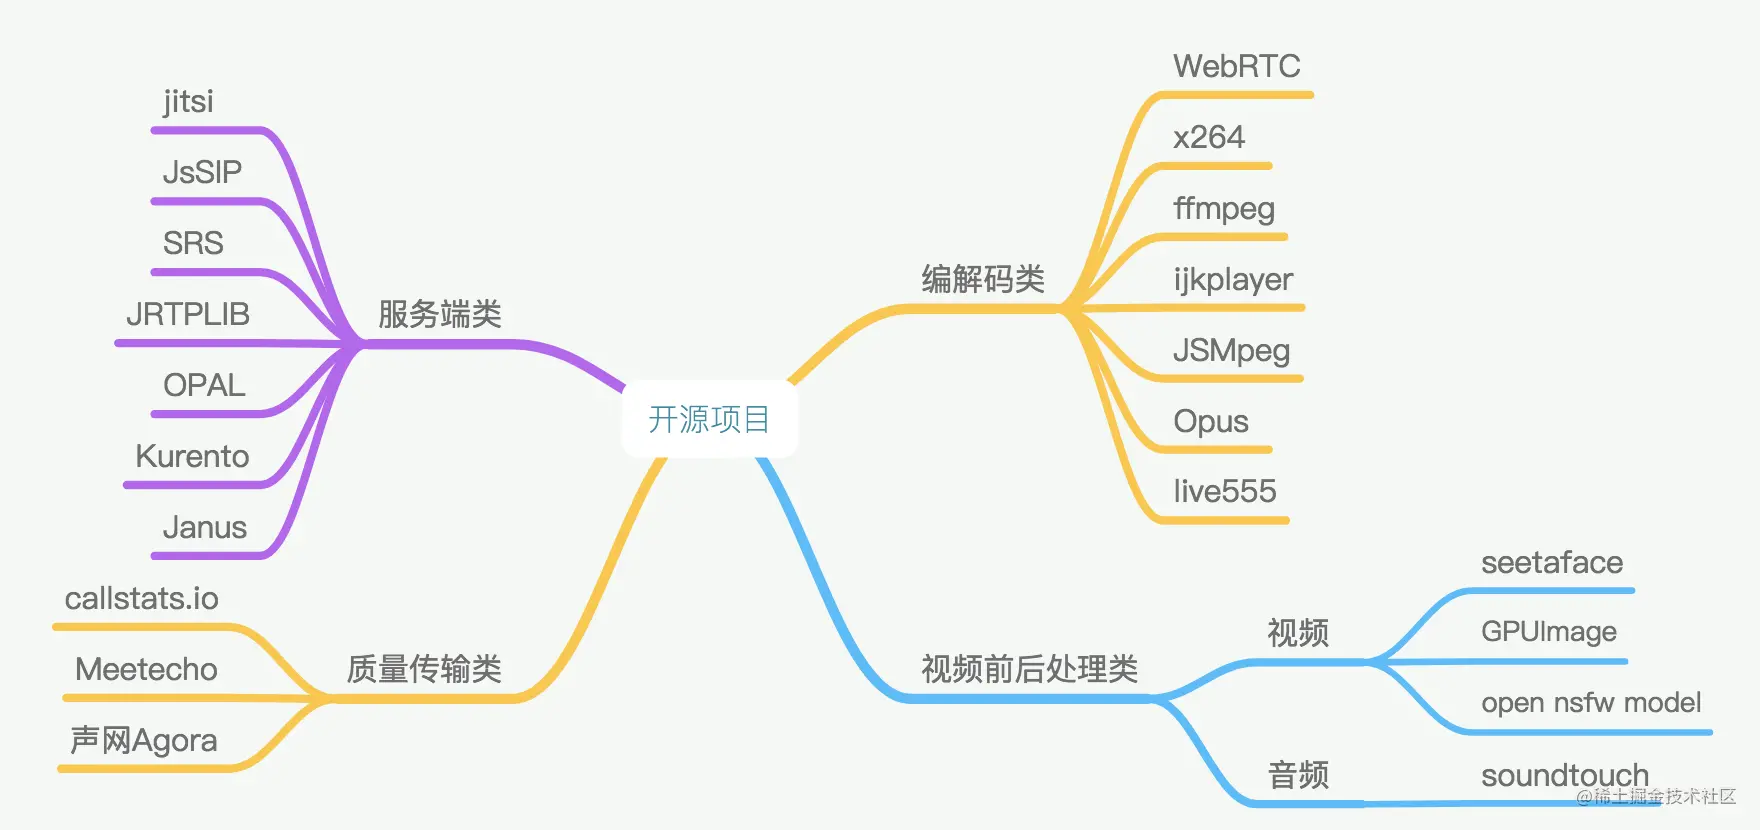 开源项目
服务端类
jitsi
JsSIP
SRS
JRTPLIB
OPAL
Kurento
Janus
质量传输类
callstats.io
Meetecho
声网Agora
编解码类
WebRTC
x264
ffmpeg
ijkplayer
JSMpeg
Opus
live555
视频前后处理类
视频
seetaface
GPUImage
open nsfw model
音频
soundtouch
@稀土掘金技术社区